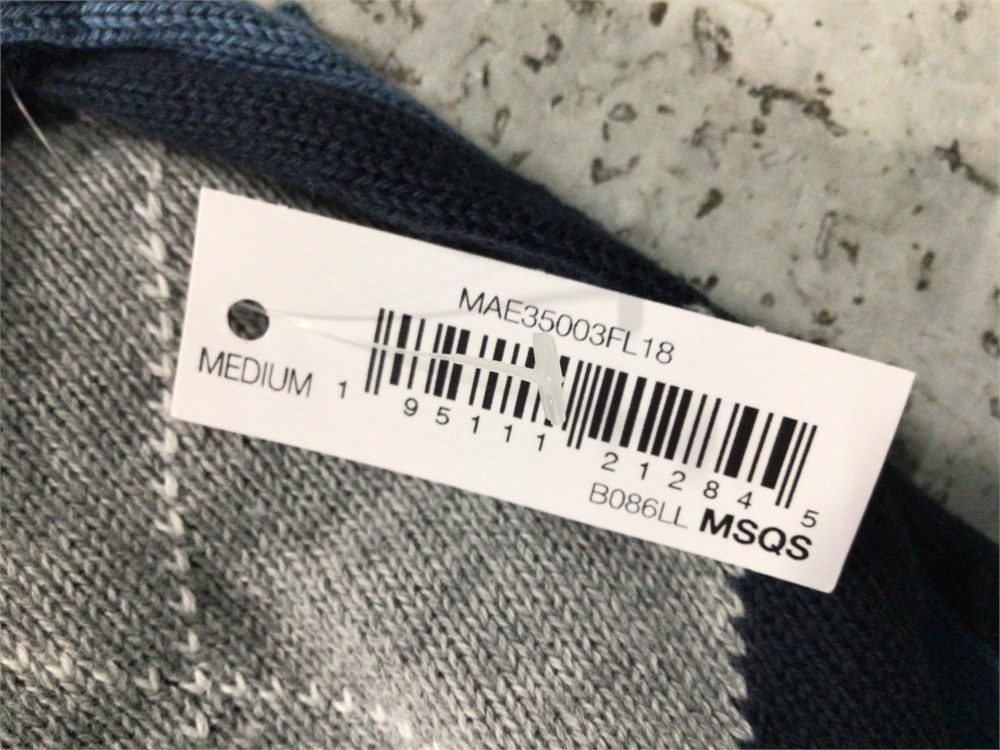 MAE35003FL18
MEDIUM
1 95111 21284 5
B086LL MSQS